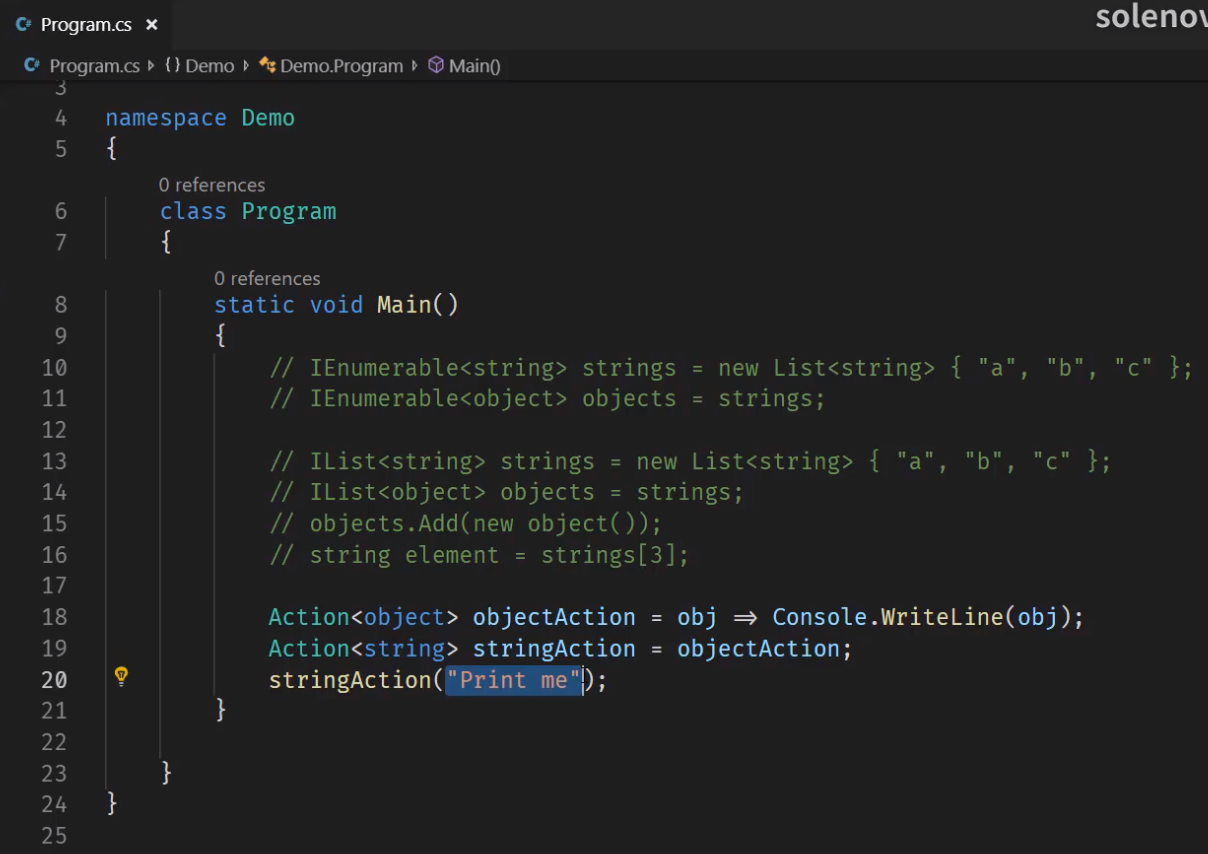 C# Program.cs ×
solenov
C# Program.cs {} Demo Demo.Program Main()
3
4 namespace Demo
5 {
0 references
6 class Program
7 {
0 references
8 static void Main()
9 {
10 // IEnumerable<string> strings = new List<string> { "a", "b", "c" };
11 // IEnumerable<object> objects = strings;
12
13 // IList<string> strings = new List<string> { "a", "b", "c" };
14 // IList<object> objects = strings;
15 // objects.Add(new object());
16 // string element = strings[3];
17
18 Action<object> objectAction = obj => Console.WriteLine(obj);
19 Action<string> stringAction = objectAction;
20 stringAction("Print me");
21 }
22
23 }
24 }
25